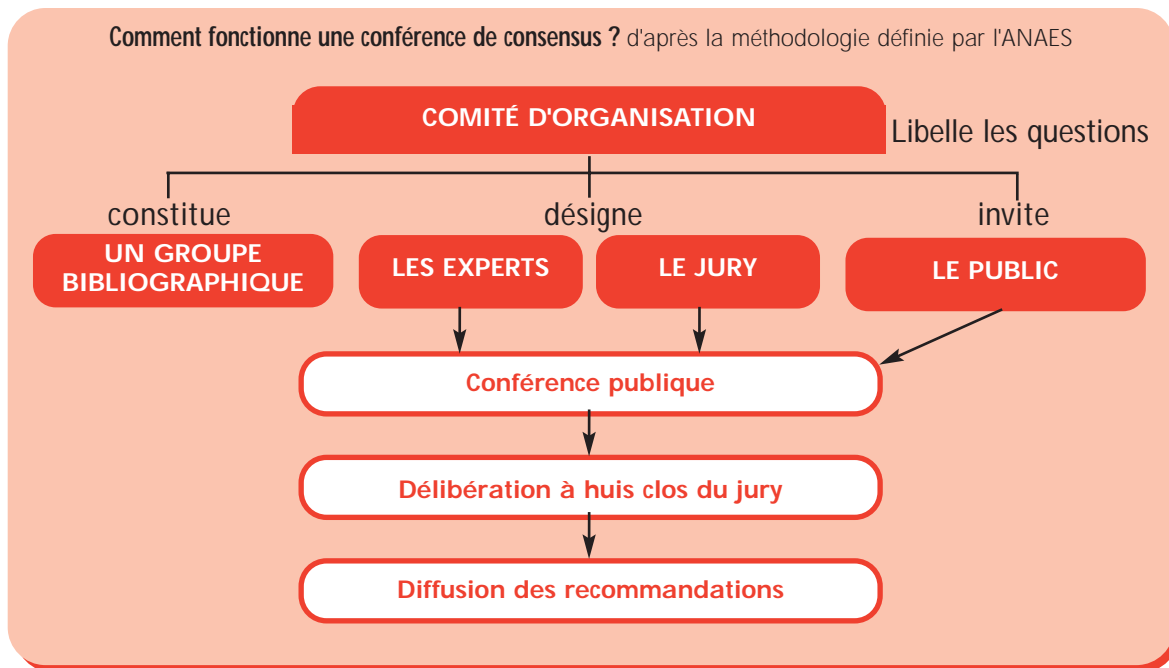 Comment fonctionne une conférence de consensus ? d'après la méthodologie définie par l'ANAES
COMITÉ D'ORGANISATION
Libelle les questions
constitue
désigne
invite
UN GROUPE
BIBLIOGRAPHIQUE
LES EXPERTS
LE JURY
LE PUBLIC
Conférence publique
Délibération à huis clos du jury
Diffusion des recommandations